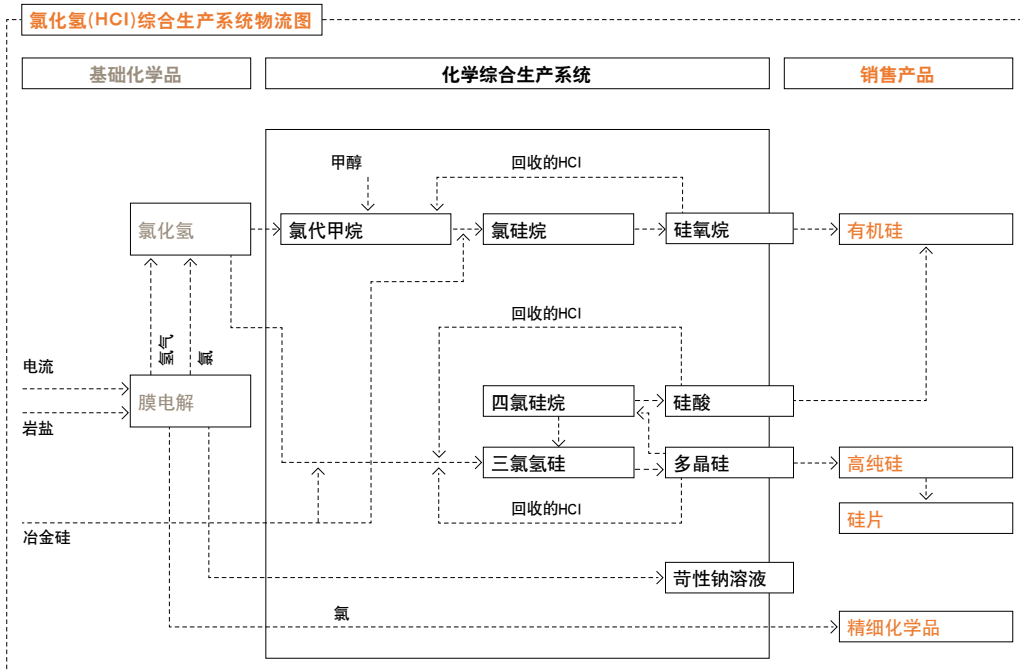 氯化氢(HCl)综合生产系统物流图
基础化学品
化学综合生产系统
销售产品
甲醇
回收的HCl
氯化氢
氯代甲烷
氯硅烷
硅氧烷
有机硅
氢气
氯
回收的HCl
电流
膜电解
岩盐
四氯硅烷
硅酸
三氯氢硅
多晶硅
高纯硅
回收的HCl
硅片
冶金硅
苛性钠溶液
氯
精细化学品